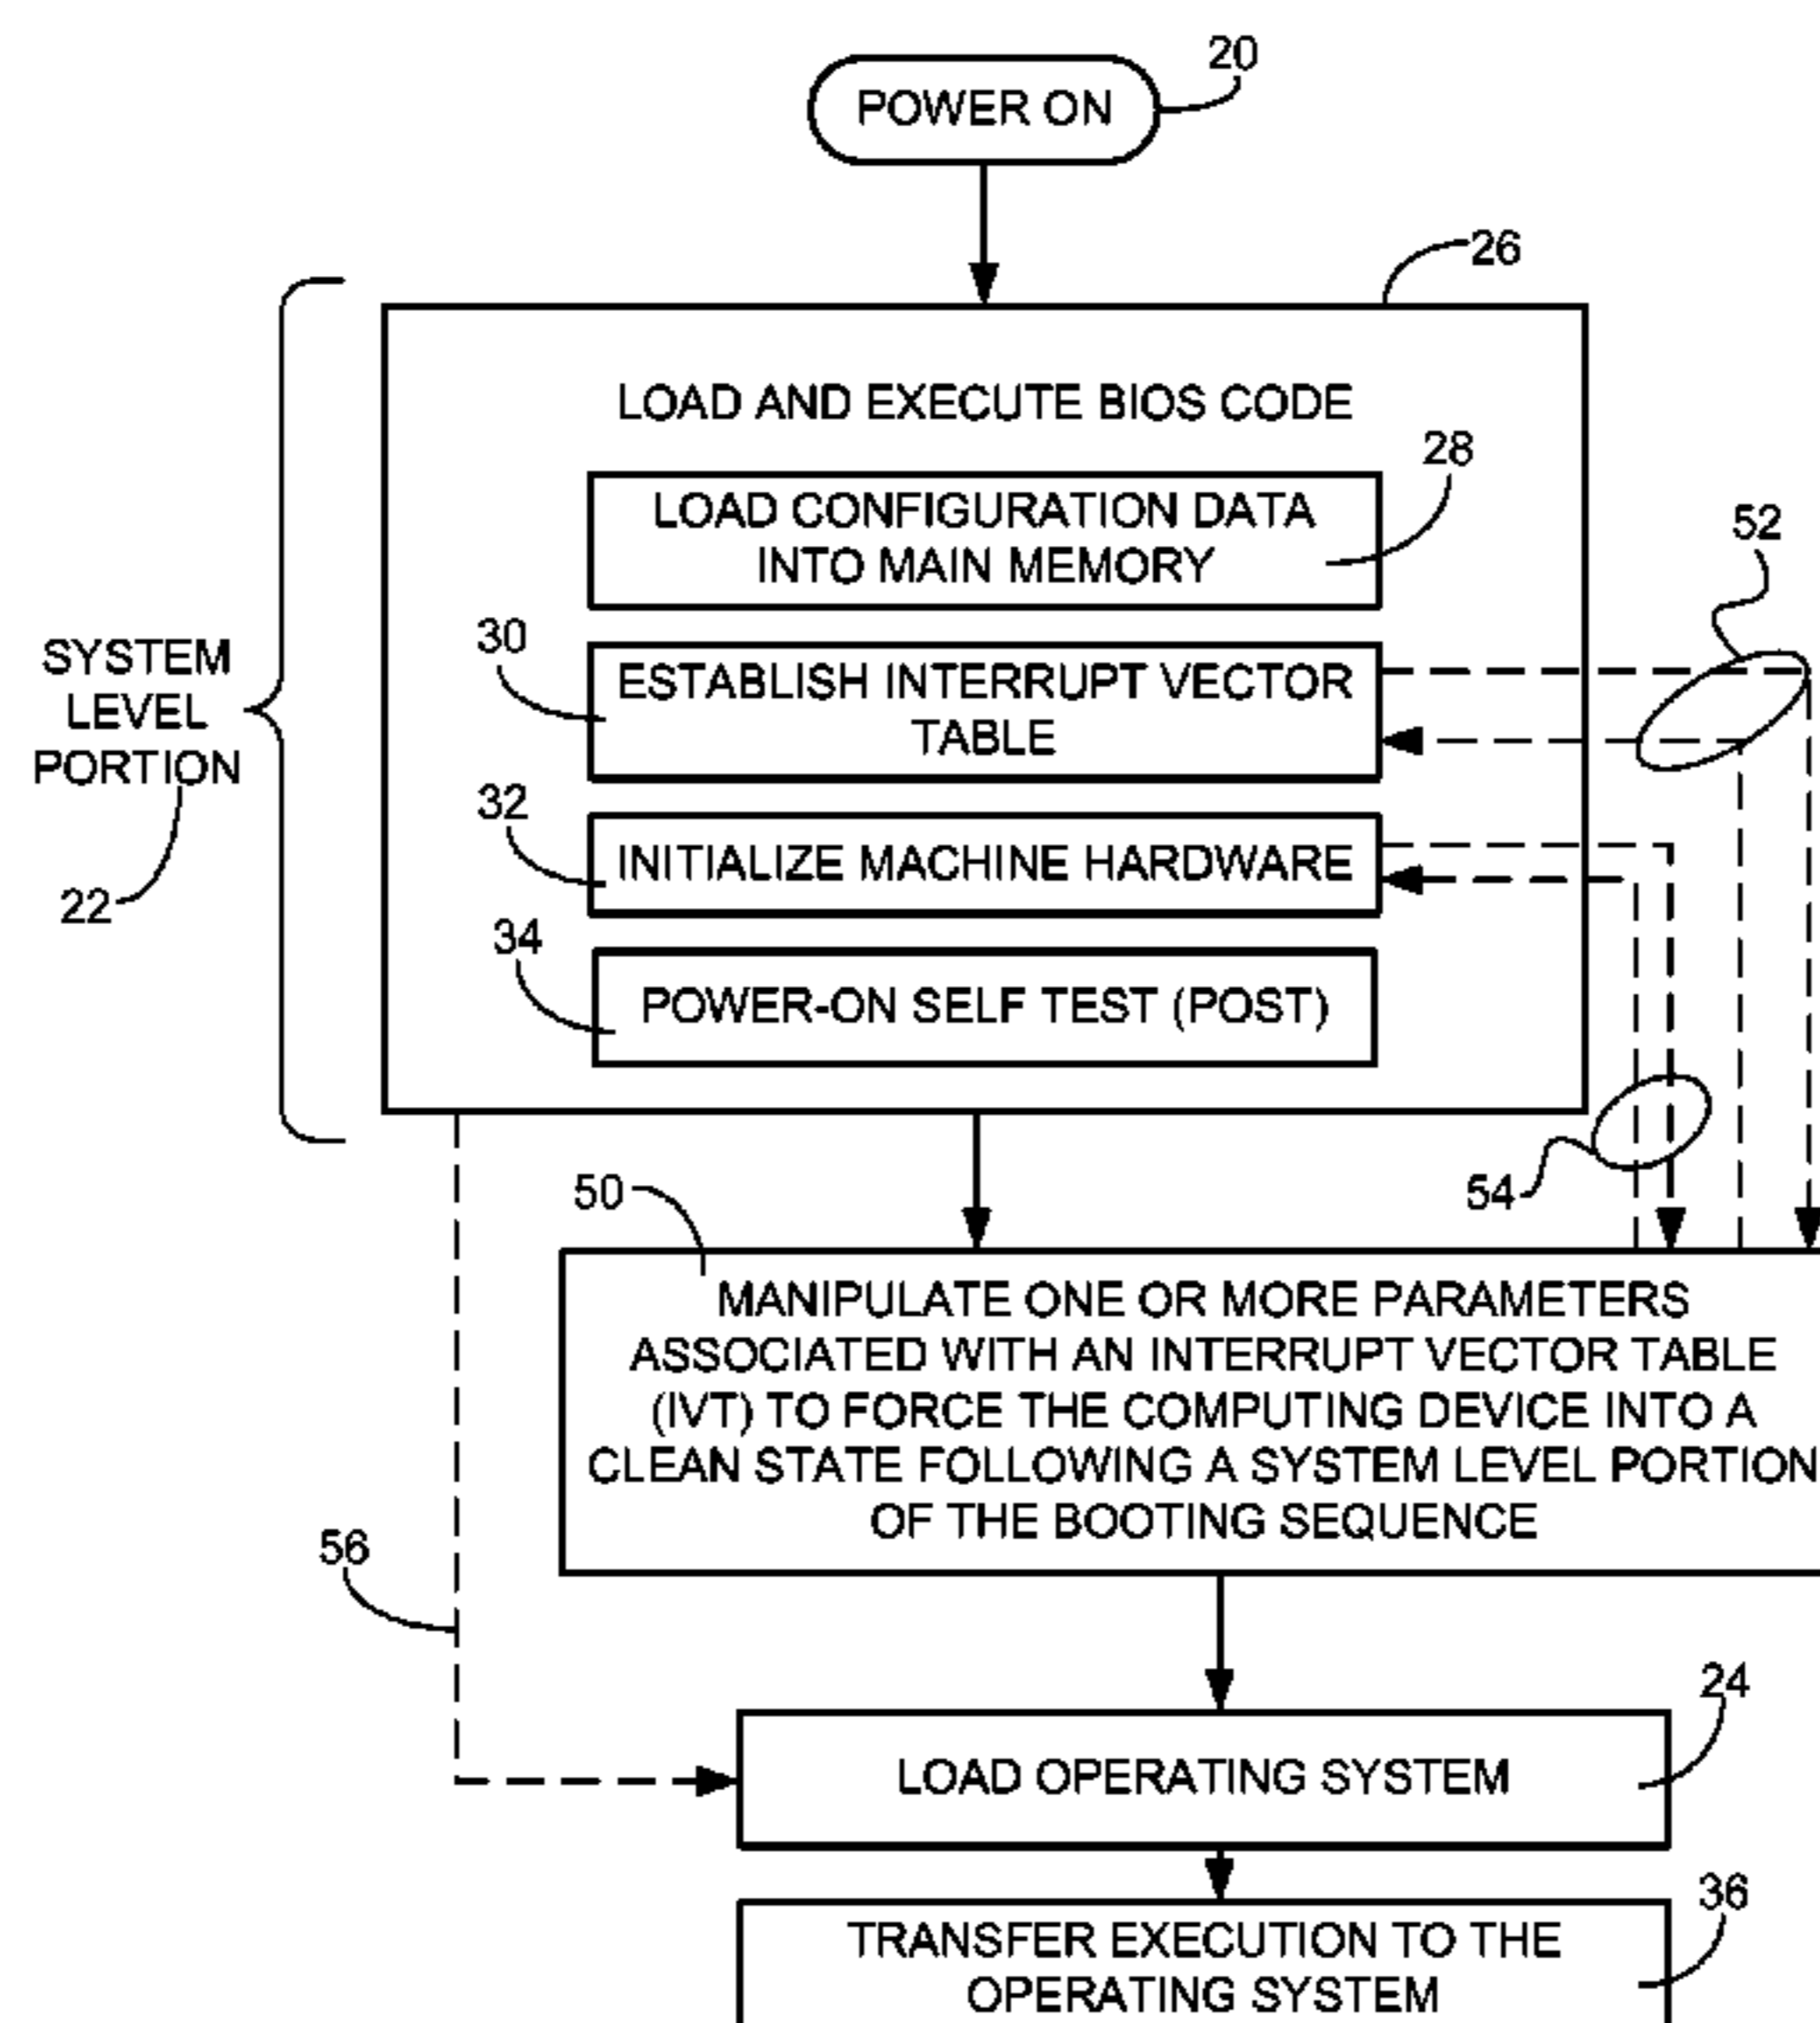 20
POWER ON
26
LOAD AND EXECUTE BIOS CODE
28
LOAD CONFIGURATION DATA
INTO MAIN MEMORY
52
30
ESTABLISH INTERRUPT VECTOR
TABLE
SYSTEM
LEVEL
PORTION
22
32
INITIALIZE MACHINE HARDWARE
34
POWER-ON SELF TEST (POST)
54
50
MANIPULATE ONE OR MORE PARAMETERS
ASSOCIATED WITH AN INTERRUPT VECTOR TABLE
(IVT) TO FORCE THE COMPUTING DEVICE INTO A
CLEAN STATE FOLLOWING A SYSTEM LEVEL PORTION
OF THE BOOTING SEQUENCE
56
24
LOAD OPERATING SYSTEM
36
TRANSFER EXECUTION TO THE
OPERATING SYSTEM